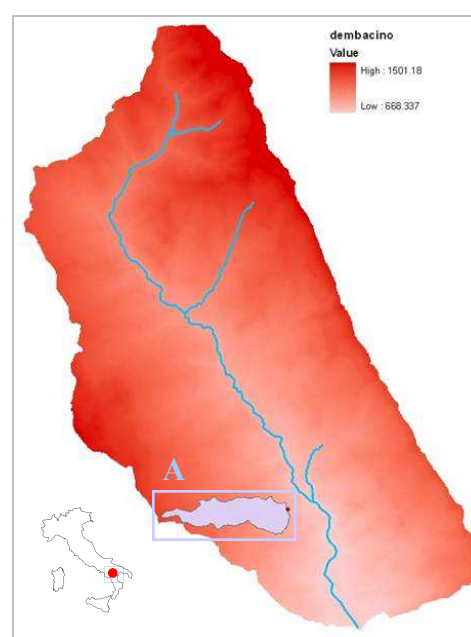 dembacino
Value
High : 1501.18
Low : 668.337
A